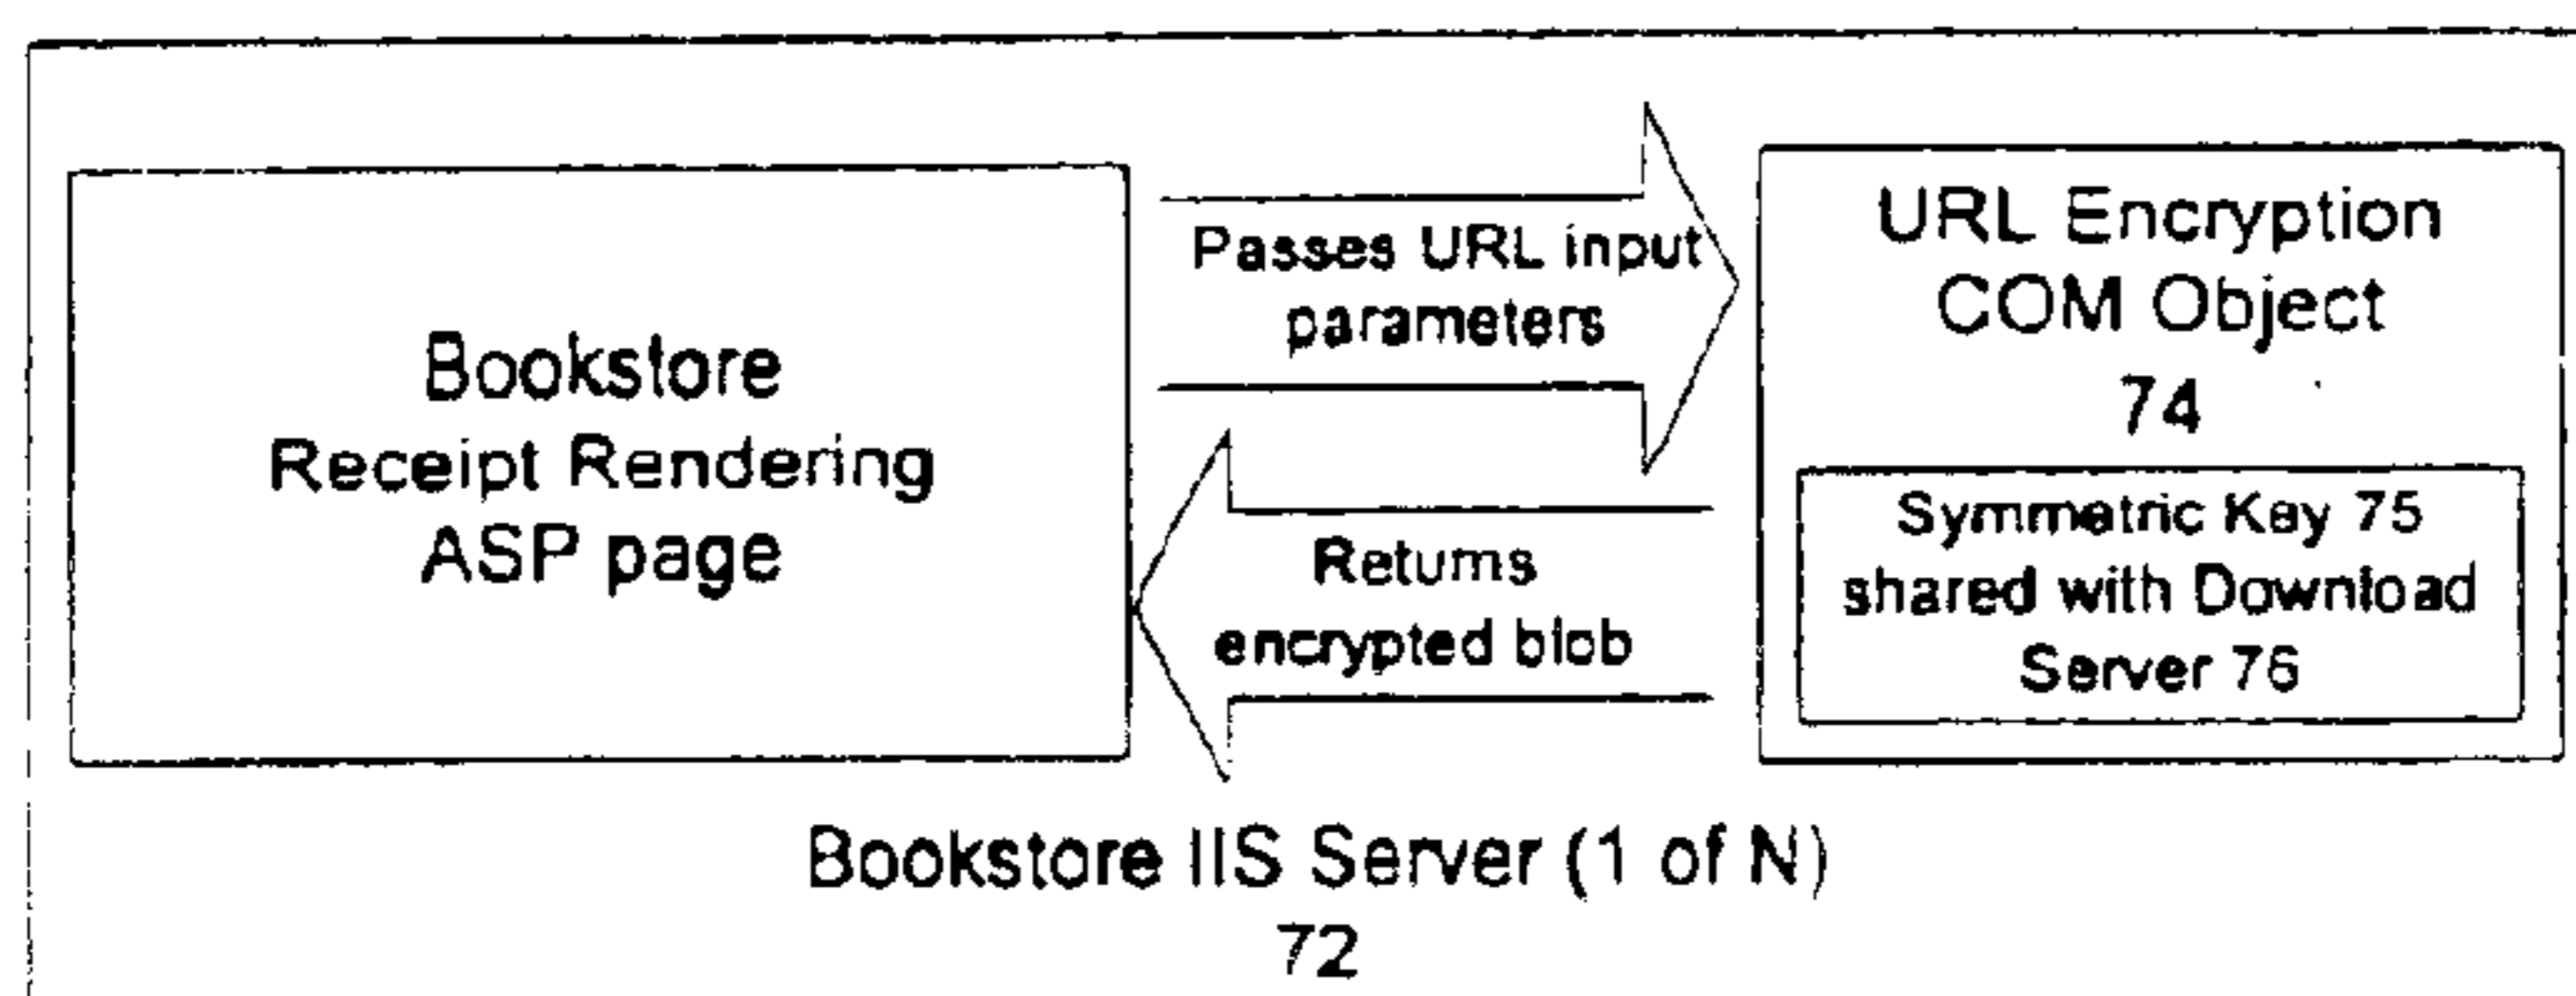 Bookstore
Receipt Rendering
ASP page
Passes URL input
parameters
Returns
encrypted blob
URL Encryption
COM Object
74
Symmetric Key 75
shared with Download
Server 76
Bookstore IIS Server (1 of N)
72